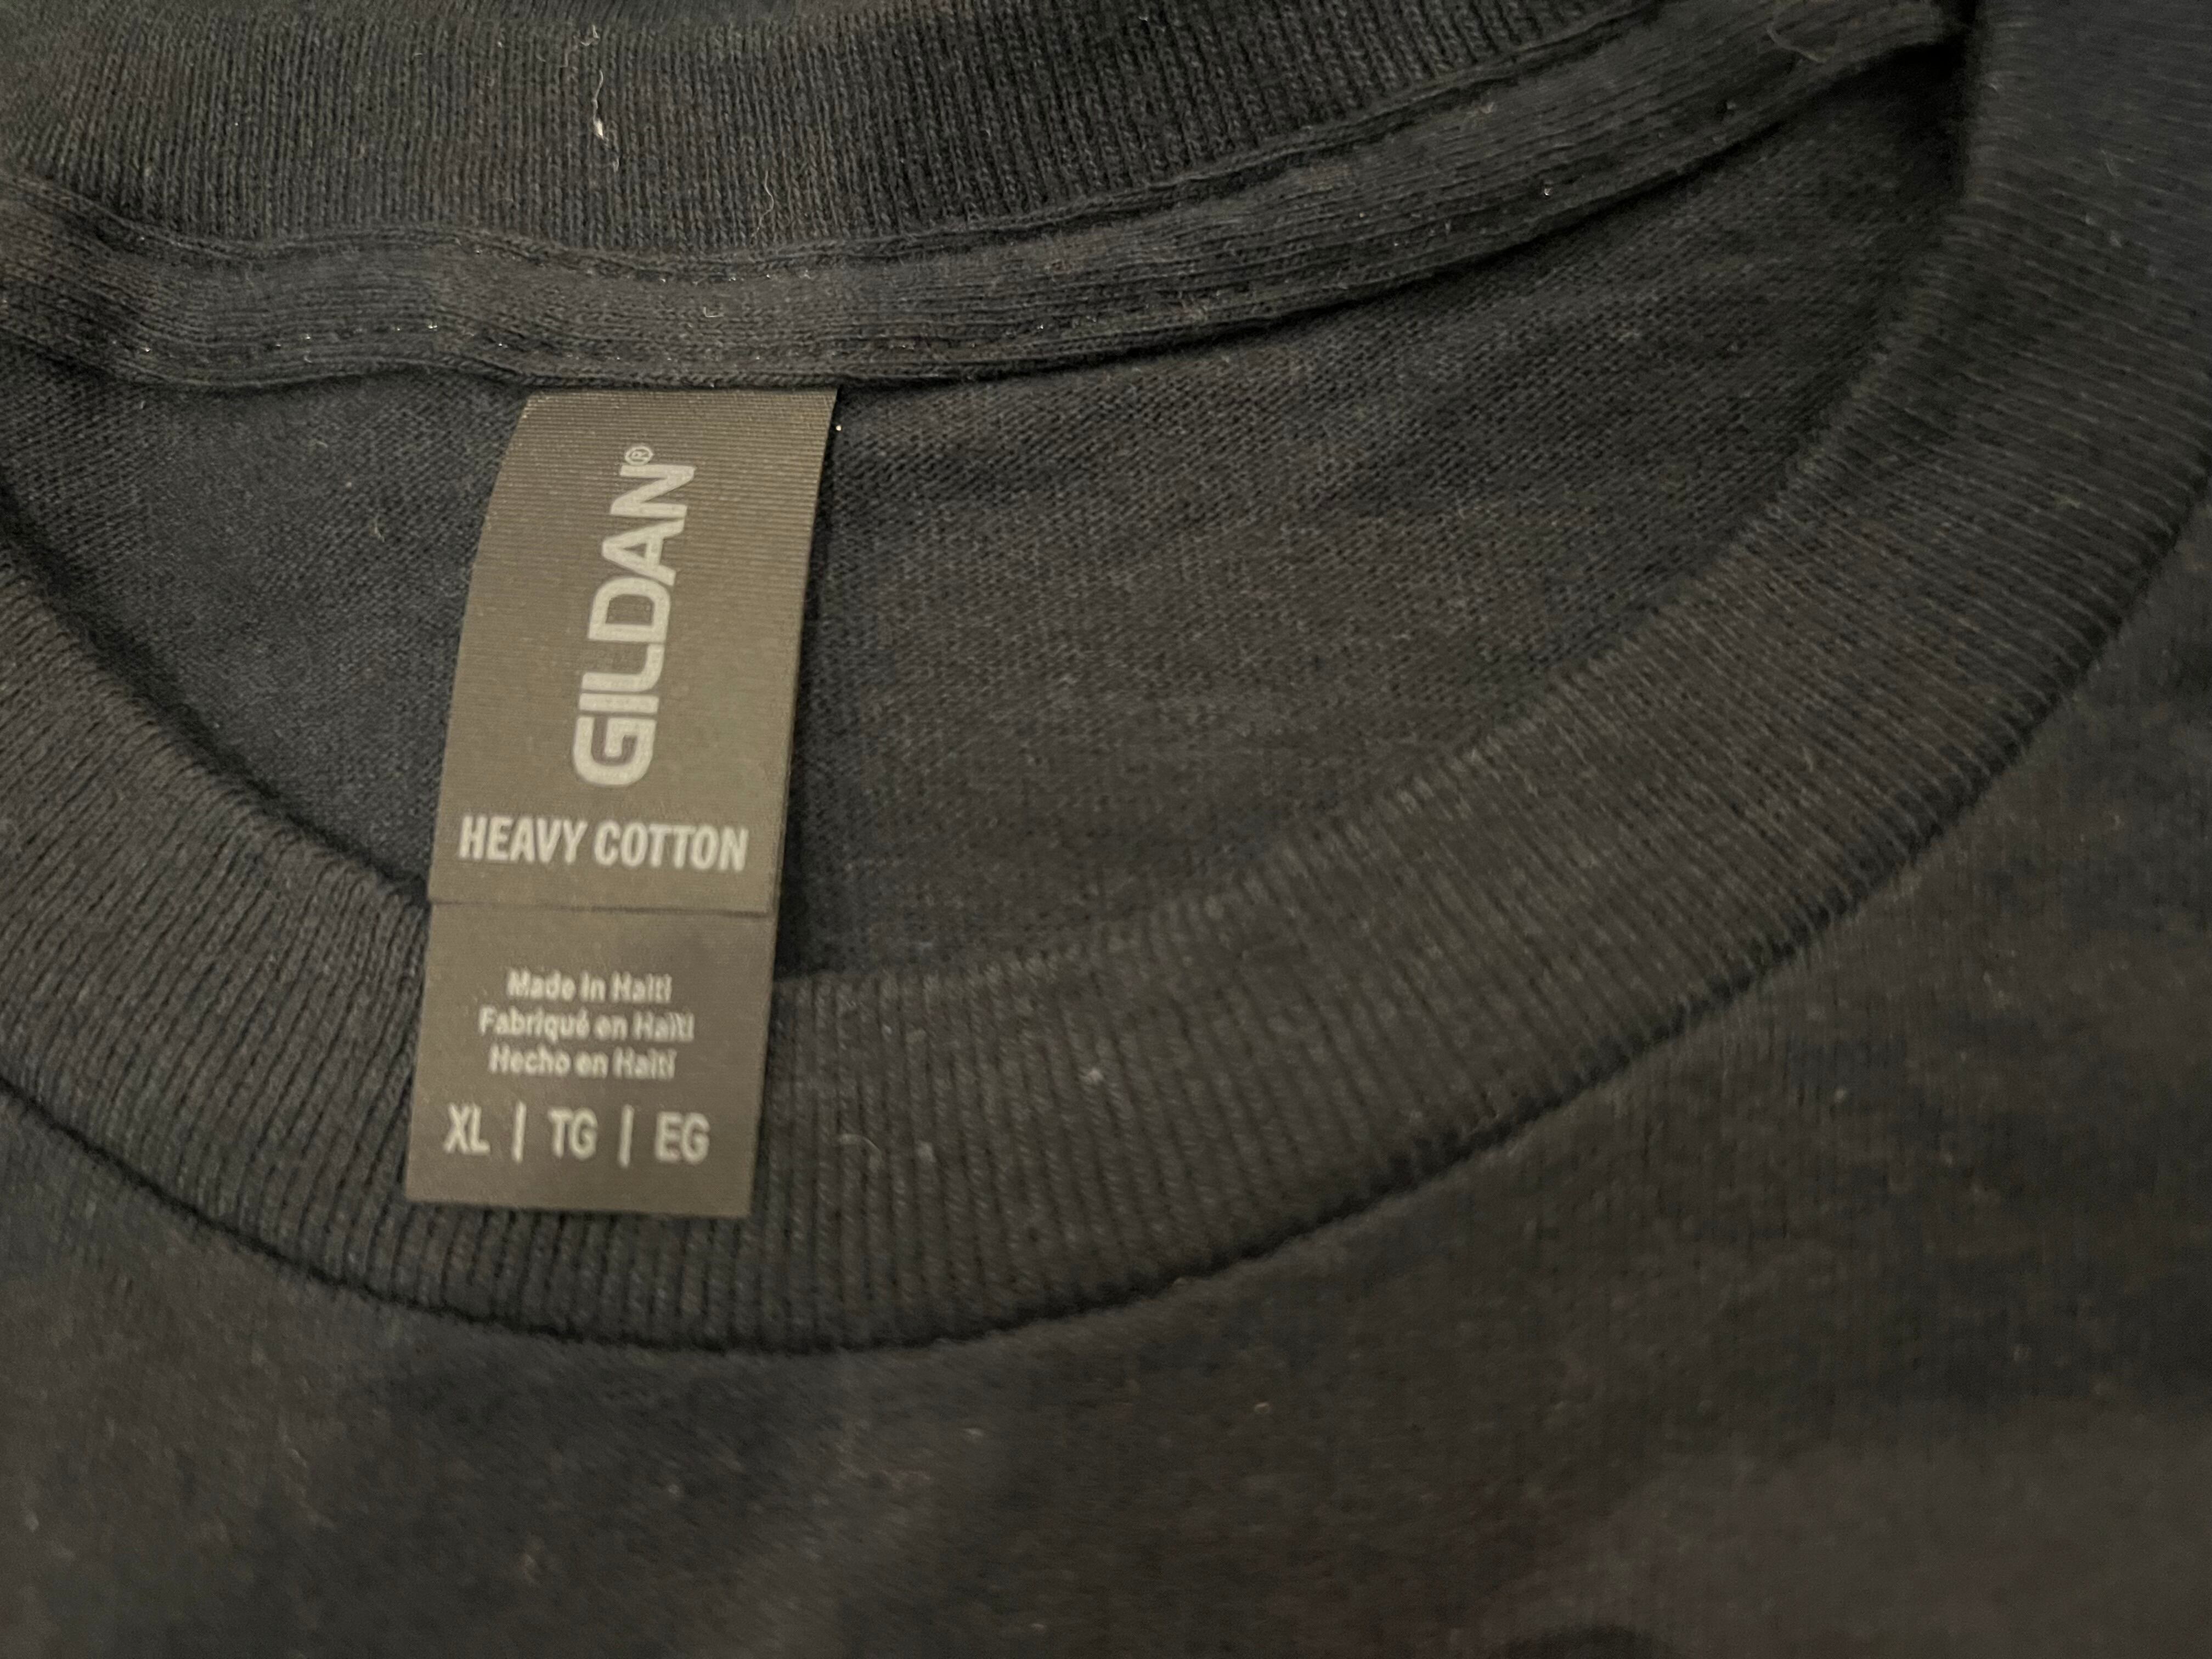 GILDAN®
HEAVY COTTON
Made in Haiti
Fabriqué en Haïti
Hecho en Haití
XL | TG | EG